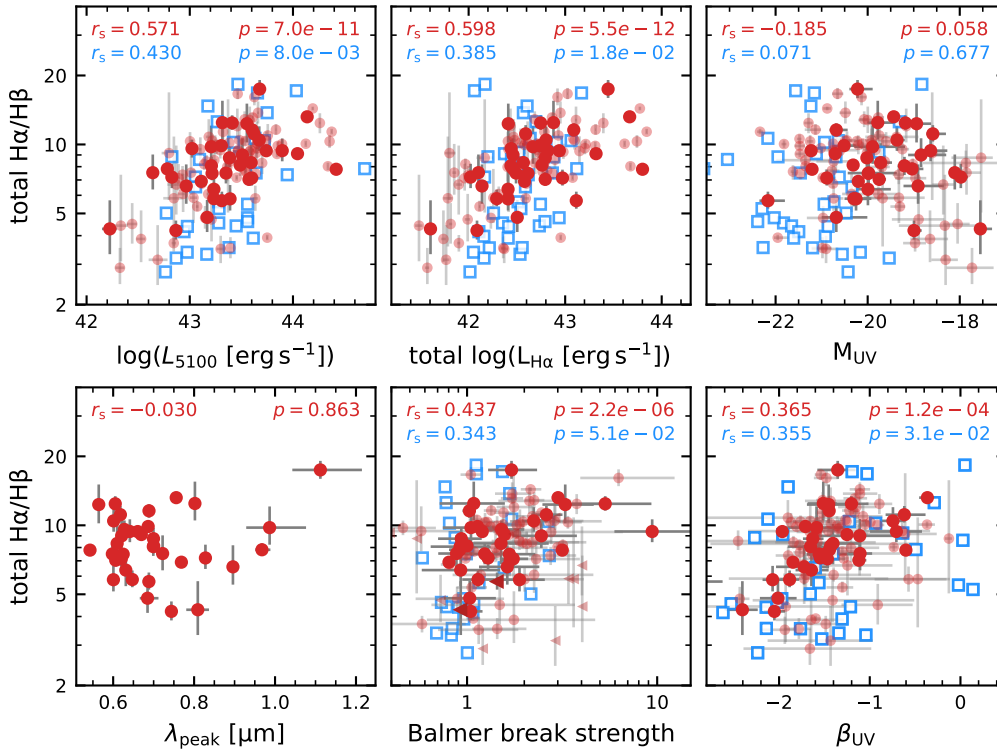 r_s = 0.571 p = 7.0e − 11
r_s = 0.430 p = 8.0e − 03
r_s = 0.598 p = 5.5e − 12
r_s = 0.385 p = 1.8e − 02
r_s = −0.185 p = 0.058
r_s = 0.071 p = 0.677
total Hα/Hβ
20
10
5
2
42 43 44
42 43 44
−22 −20 −18
log(L_5100 [erg s^−1])
total log(L_Hα [erg s^−1])
M_UV
r_s = −0.030 p = 0.863
r_s = 0.437 p = 2.2e − 06
r_s = 0.343 p = 5.1e − 02
r_s = 0.365 p = 1.2e − 04
r_s = 0.355 p = 3.1e − 02
total Hα/Hβ
20
10
5
2
0.6 0.8 1.0 1.2
1 10
−2 −1 0
λ_peak [μm]
Balmer break strength
β_UV